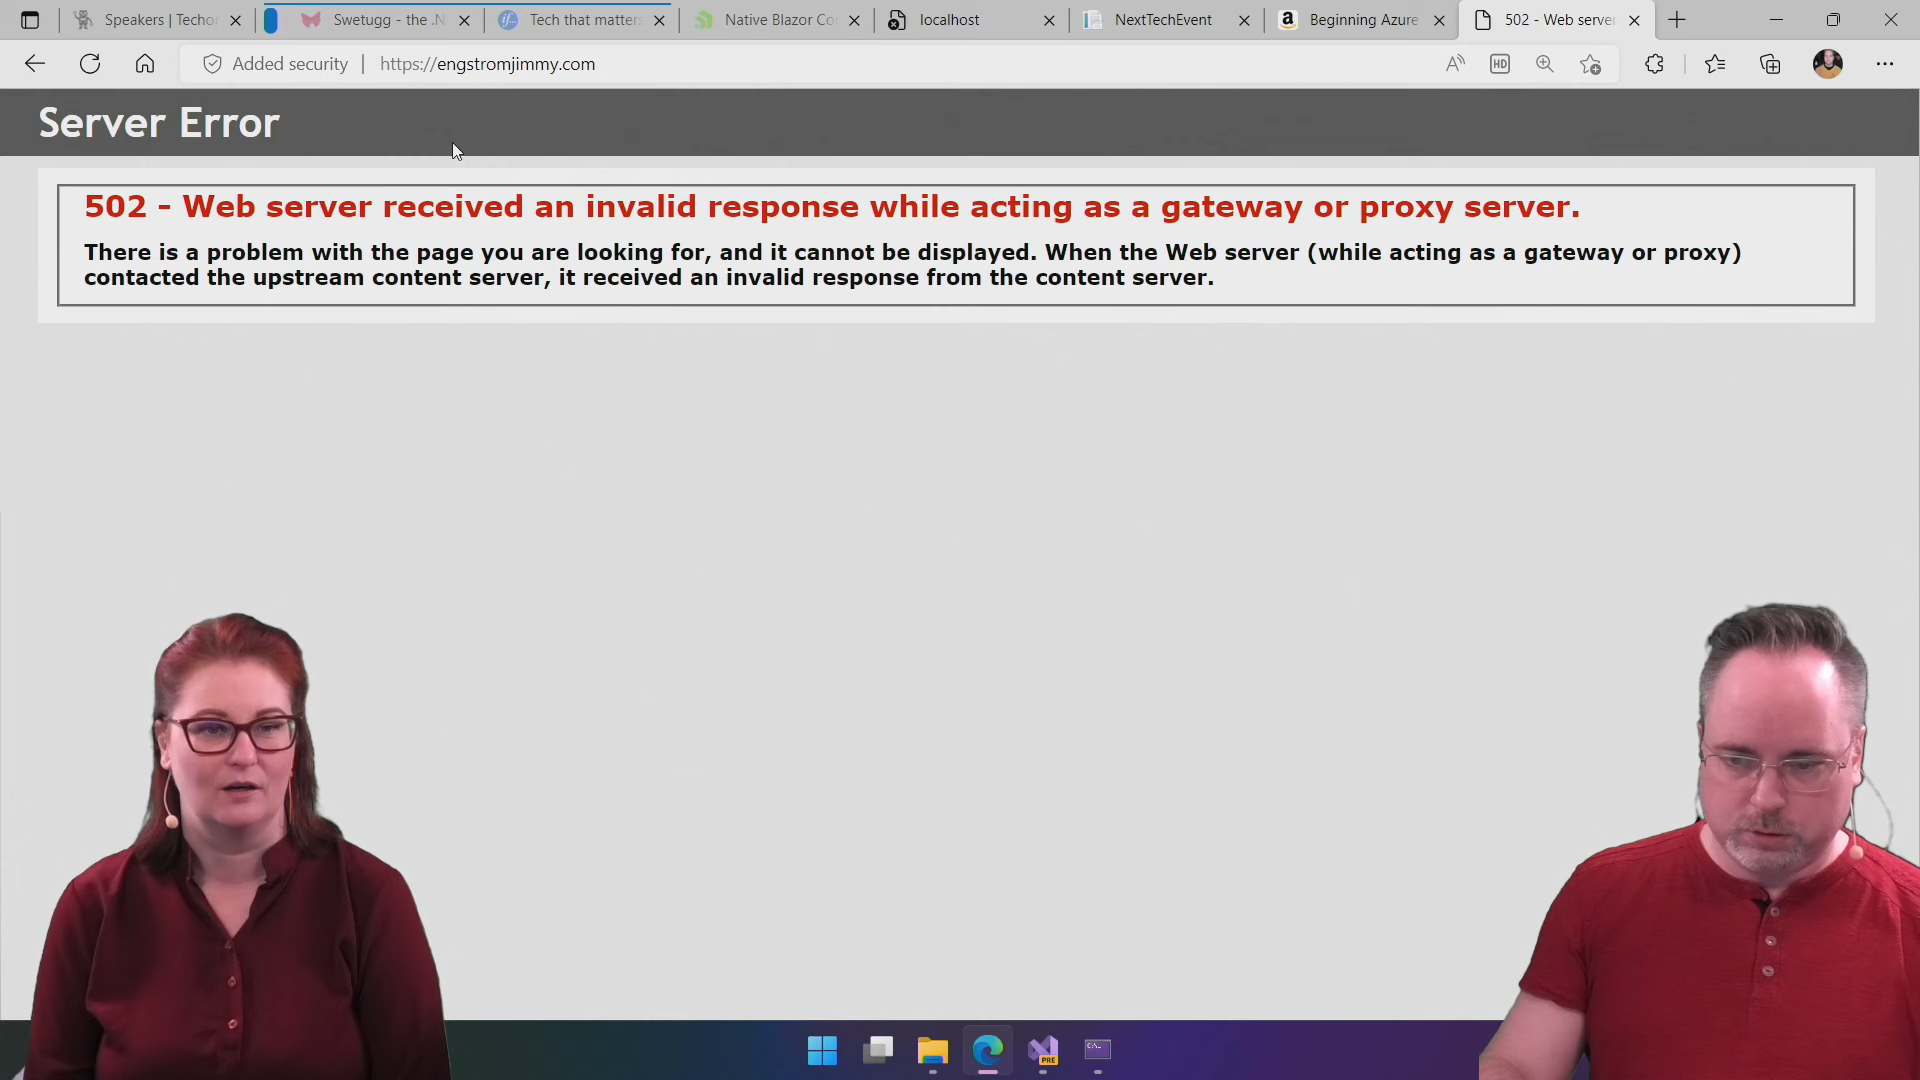 Speakers | Techor
Swetugg - the .N
Tech that matters
Native Blazor Co
localhost
NextTechEvent
Beginning Azure
502 - Web server
Added security
https://engstromjimmy.com
HD
Server Error
502 - Web server received an invalid response while acting as a gateway or proxy server.
There is a problem with the page you are looking for, and it cannot be displayed. When the Web server (while acting as a gateway or proxy)
contacted the upstream content server, it received an invalid response from the content server.
PRE
C:\_